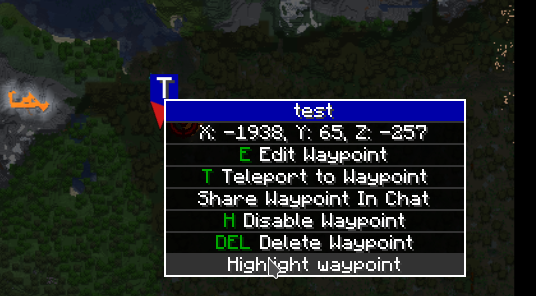 T
test
X: -1938, Y: 65, Z: -257
E Edit Waypoint
T Teleport to Waypoint
Share Waypoint In Chat
H Disable Waypoint
DEL Delete Waypoint
Highlight waypoint